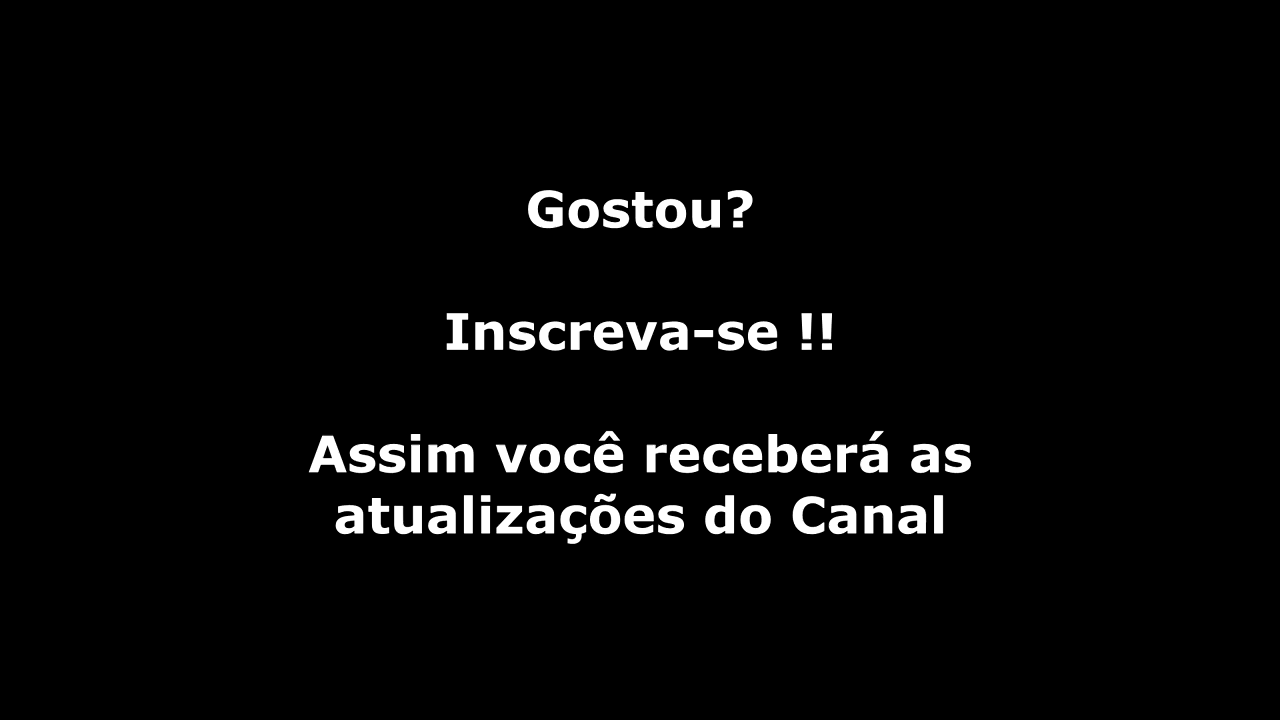 Gostou?
Inscreva-se !!
Assim você receberá as
atualizações do Canal